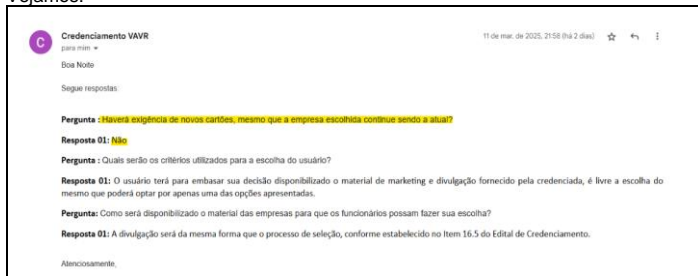 Vejamos:
C
Credenciamento VAVR
11 de mar. de 2025, 21:58 (há 2 dias)
para mim
Boa Noite
Segue respostas
Pergunta : Haverá exigência de novos cartões, mesmo que a empresa escolhida continue sendo a atual?
Resposta 01: Não
Pergunta : Quais serão os critérios utilizados para a escolha do usuário?
Resposta 01: O usuário terá para embasar sua decisão disponibilizado o material de marketing e divulgação fornecido pela credenciada, é livre a escolha do
mesmo que poderá optar por apenas uma das opções apresentadas.
Pergunta: Como será disponibilizado o material das empresas para que os funcionários possam fazer sua escolha?
Resposta 01: A divulgação será da mesma forma que o processo de seleção, conforme estabelecido no Item 16.5 do Edital de Credenciamento.
Atenciosamente,